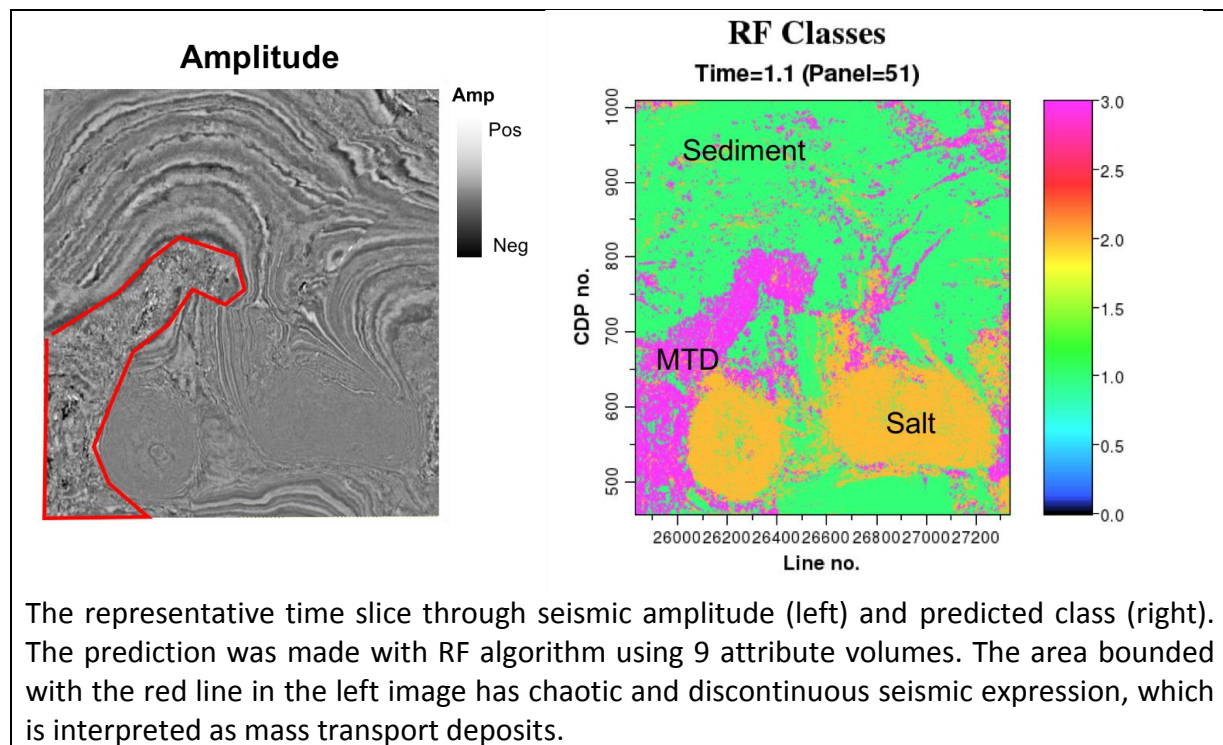 Amplitude
Amp
Pos
Neg
RF Classes
Time=1.1 (Panel=51)
CDP no.
1000
900
800
700
600
500
Sediment
MTD
Salt
26000 26200 26400 26600 26800 27000 27200
Line no.
3.0
2.5
2.0
1.5
1.0
0.5
0.0
The representative time slice through seismic amplitude (left) and predicted class (right).
The prediction was made with RF algorithm using 9 attribute volumes. The area bounded
with the red line in the left image has chaotic and discontinuous seismic expression, which
is interpreted as mass transport deposits.